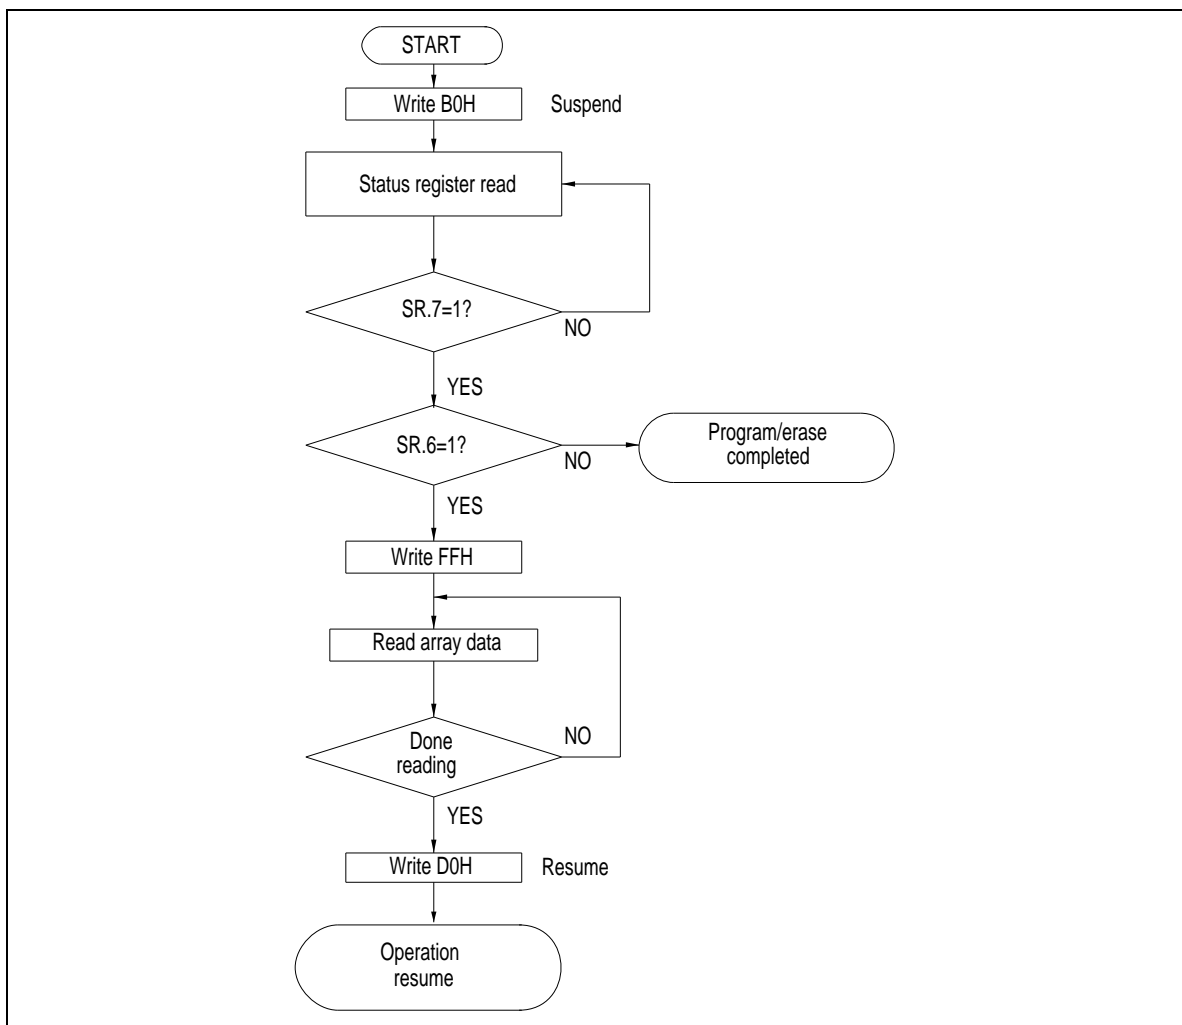 START
Write B0H
Suspend
Status register read
SR.7=1?
NO
YES
SR.6=1?
NO
Program/erase
completed
YES
Write FFH
Read array data
Done
reading
NO
YES
Write D0H
Resume
Operation
resume